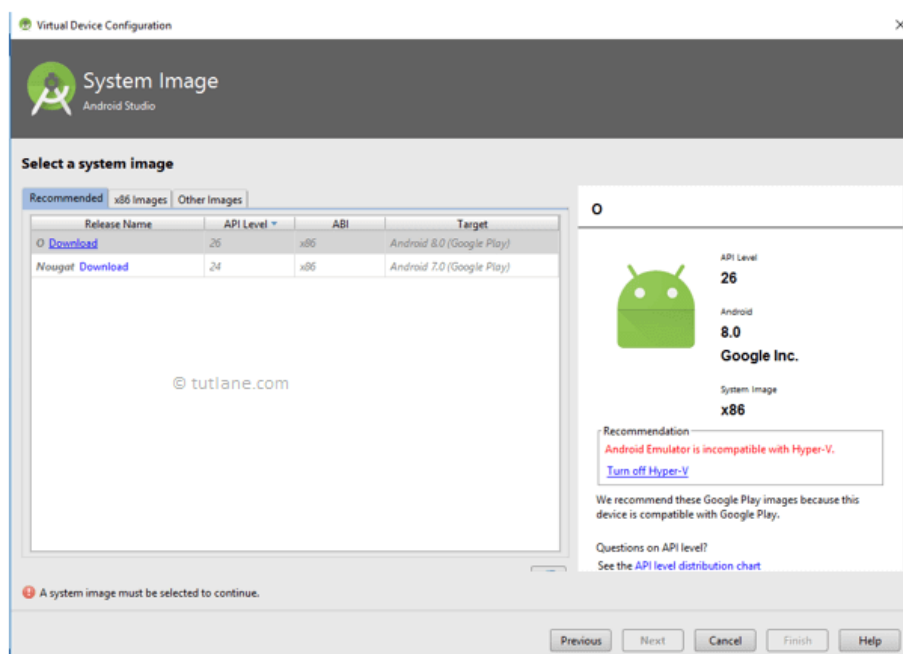 Virtual Device Configuration
System Image
Android Studio
Select a system image
Recommended x86 Images Other Images
Release Name API Level ABI Target
O Download 26 x86 Android 8.0 (Google Play)
Nougat Download 24 x86 Android 7.0 (Google Play)
© tutlane.com
O
API Level
26
Android
8.0
Google Inc.
System Image
x86
Recommendation
Android Emulator is incompatible with Hyper-V.
Turn off Hyper-V
We recommend these Google Play images because this
device is compatible with Google Play.
Questions on API level?
See the API level distribution chart
A system image must be selected to continue.
Previous Next Cancel Finish Help